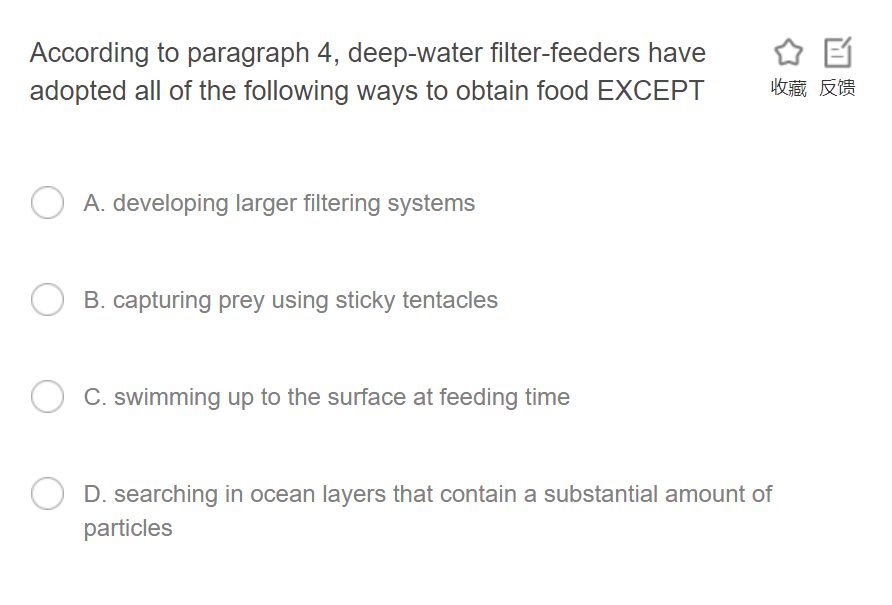 According to paragraph 4, deep-water filter-feeders have
adopted all of the following ways to obtain food EXCEPT
收藏 反馈
A. developing larger filtering systems
B. capturing prey using sticky tentacles
C. swimming up to the surface at feeding time
D. searching in ocean layers that contain a substantial amount of
particles